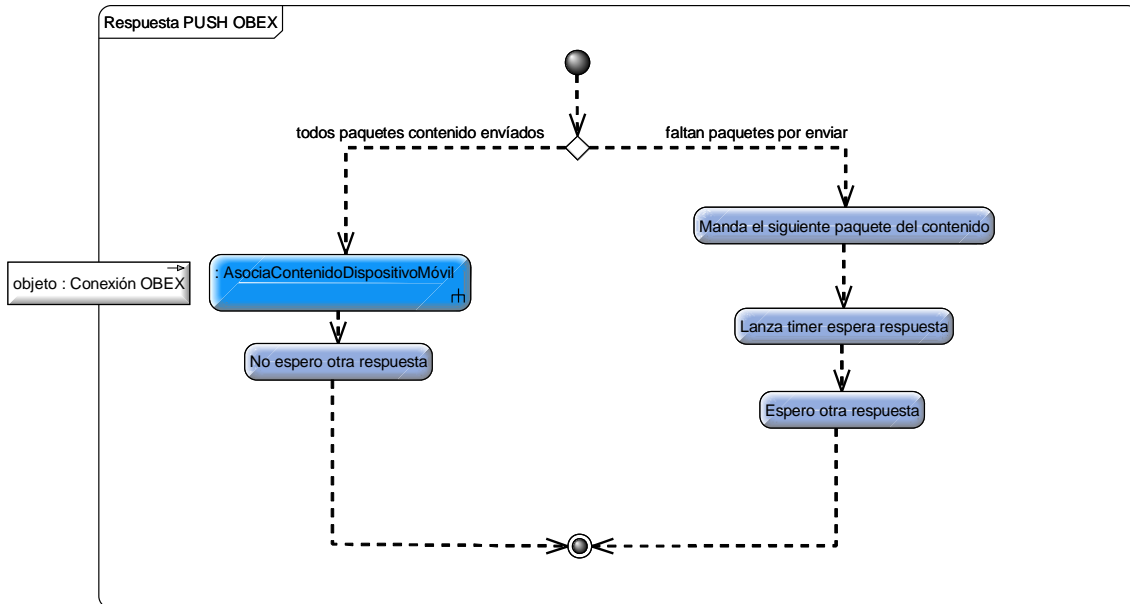 Respuesta PUSH OBEX
todos paquetes contenido envíados
faltan paquetes por enviar
Manda el siguiente paquete del contenido
: AsociaContenidoDispositivoMóvil
objeto : Conexión OBEX
Lanza timer espera respuesta
No espero otra respuesta
Espero otra respuesta